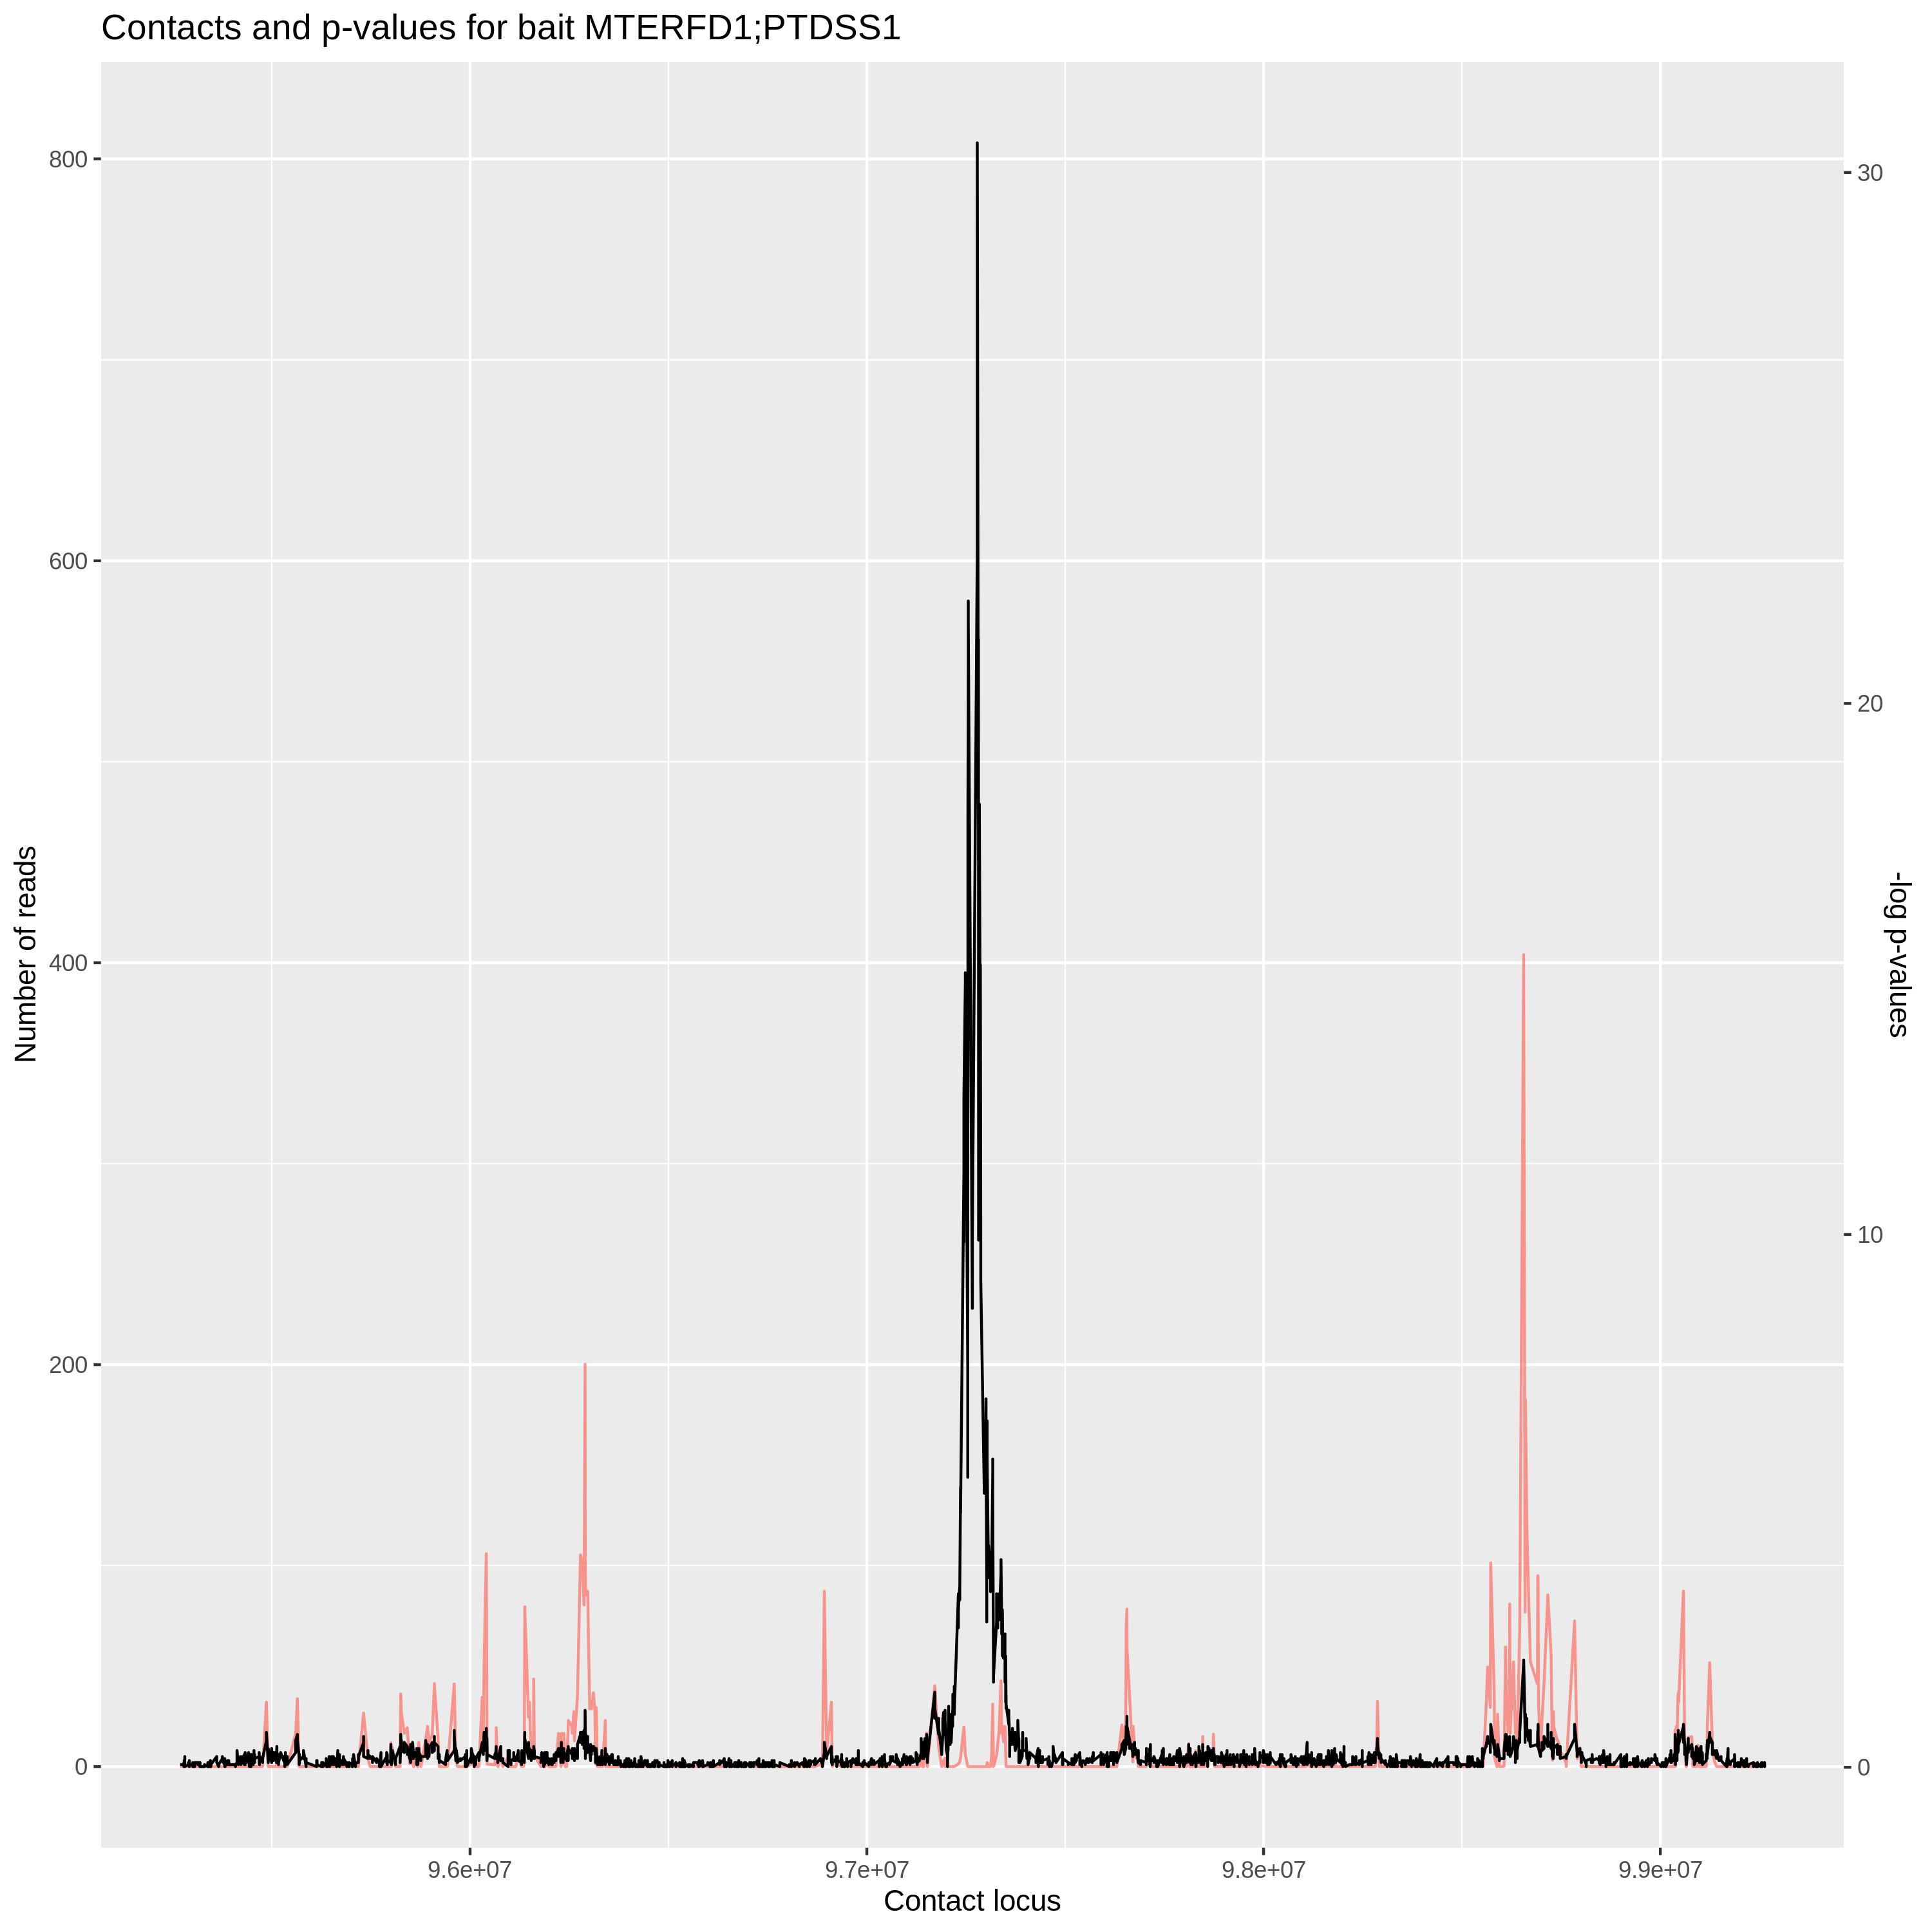 Contacts and p-values for bait MTERFD1;PTDSS1
800
600
400
200
0
Number of reads
30
20
10
0
-log p-values
9.6e+07 9.7e+07 9.8e+07 9.9e+07
Contact locus